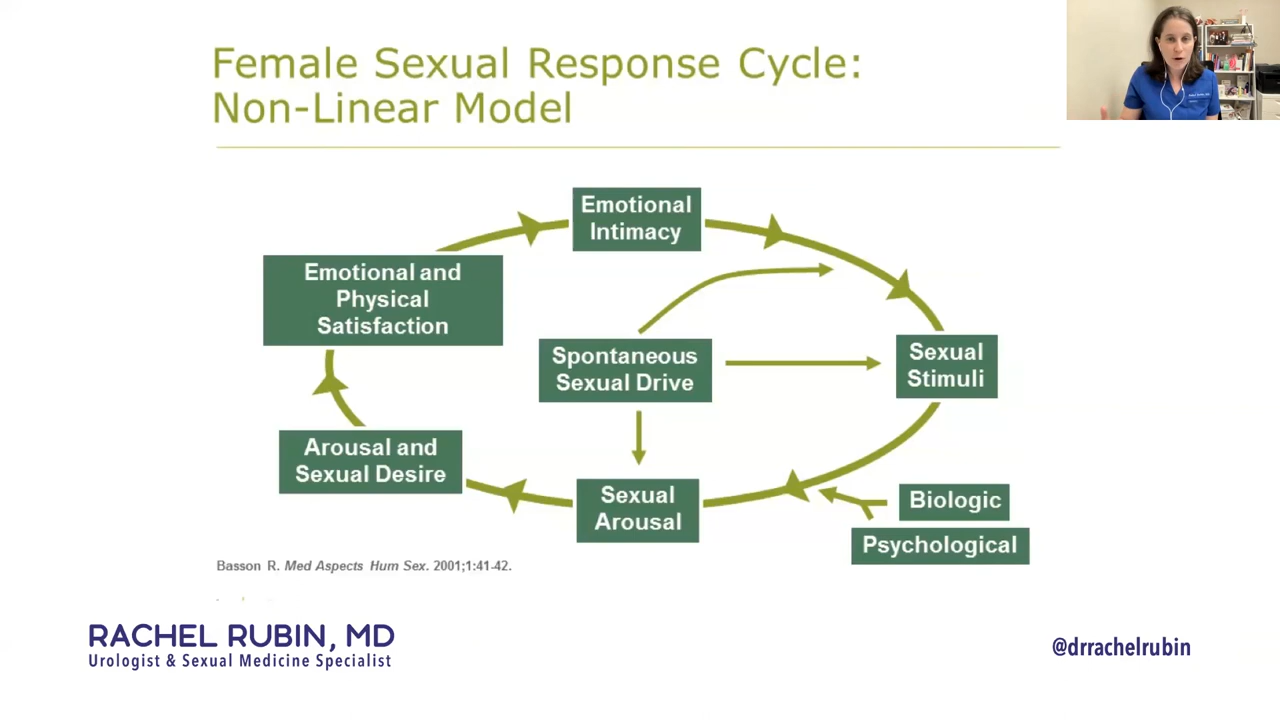 Female Sexual Response Cycle:
Non-Linear Model
Emotional
Intimacy
Emotional and
Physical
Satisfaction
Spontaneous
Sexual Drive
Sexual
Stimuli
Arousal and
Sexual Desire
Sexual
Arousal
Biologic
Psychological
Basson R. Med Aspects Hum Sex. 2001;1:41-42.
RACHEL RUBIN, MD
Urologist & Sexual Medicine Specialist
@drrachelrubin